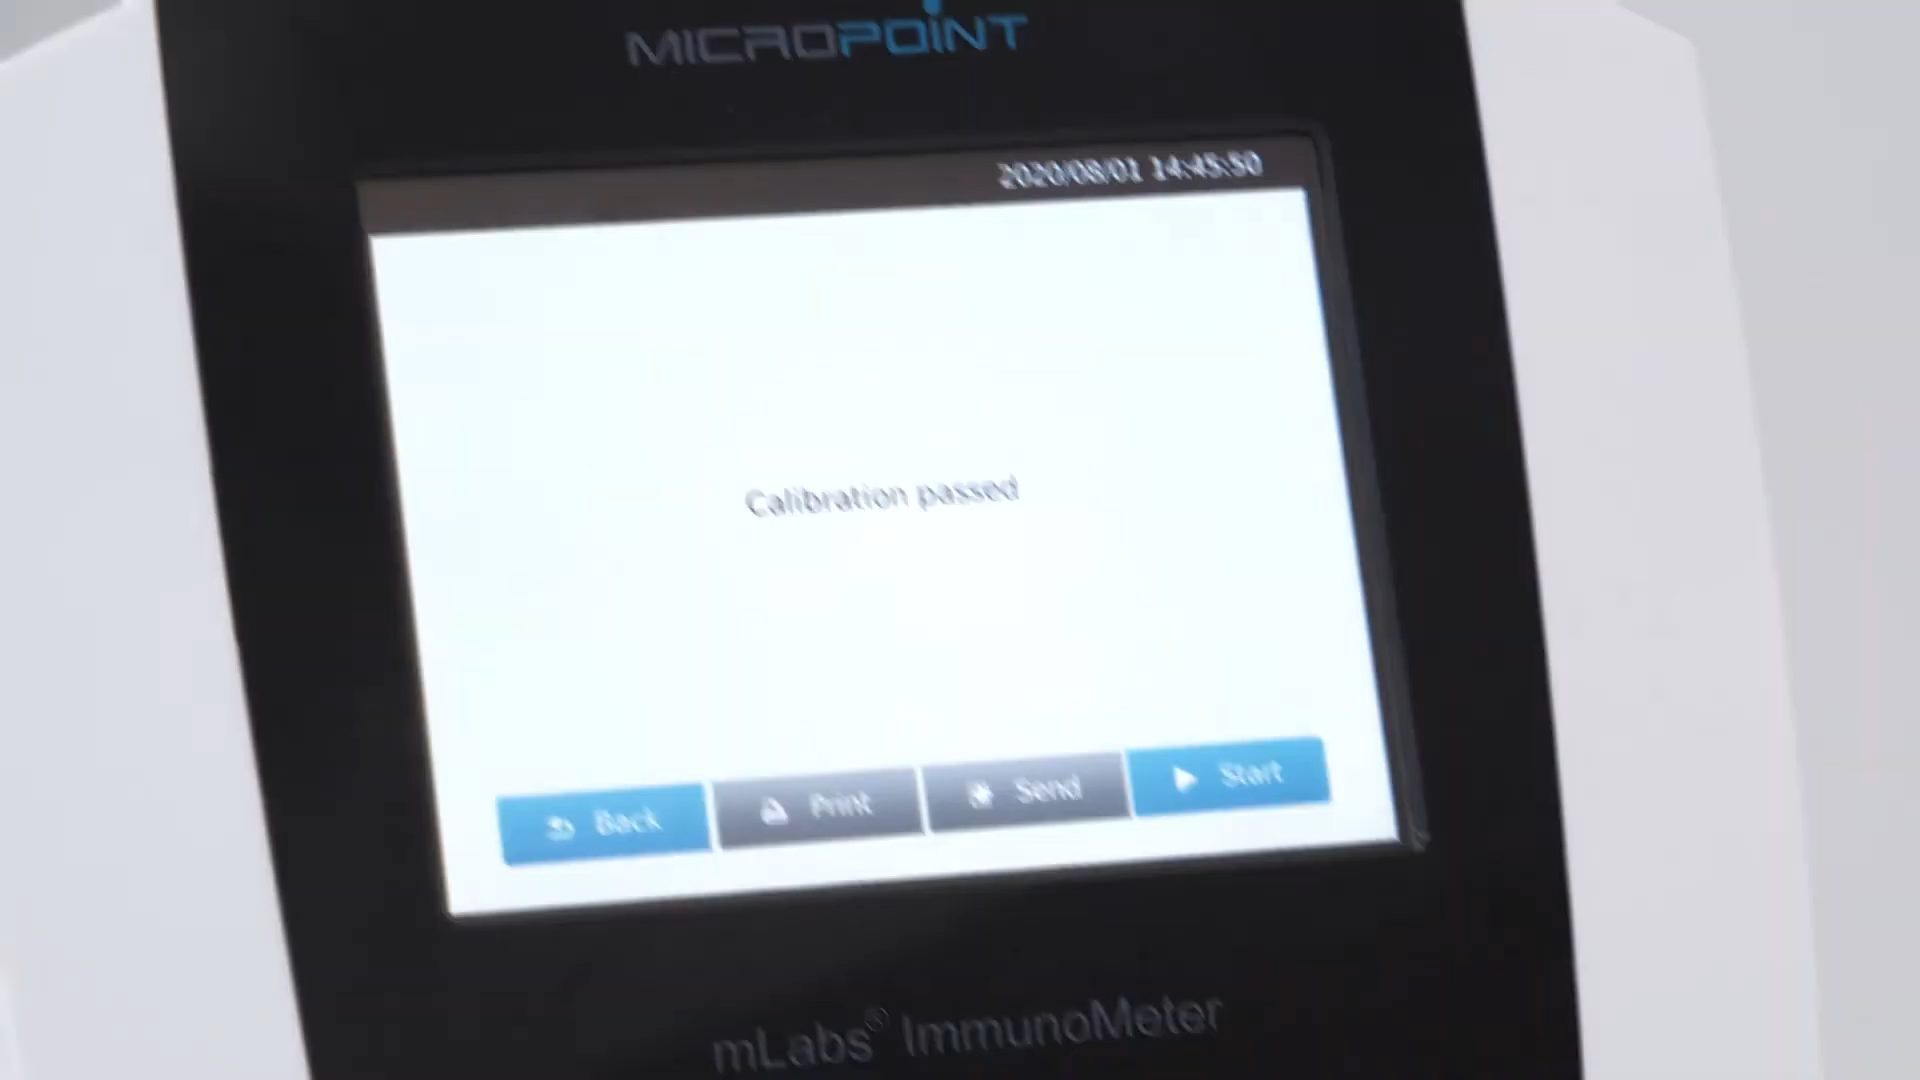 MICROPOINT
2020/08/01 14:45:50
Calibration passed
Back Print Send Start
mLabs® ImmunoMeter